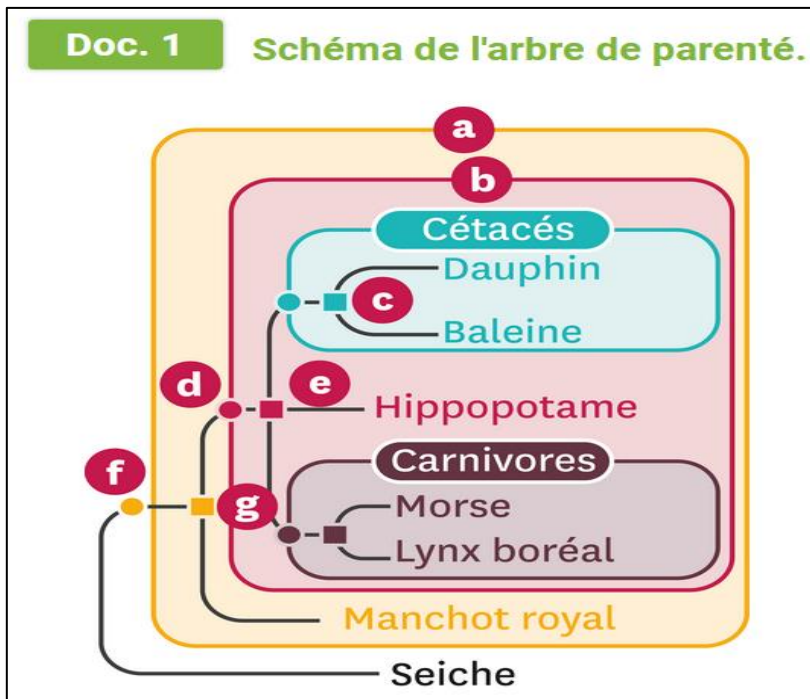 Doc. 1 Schéma de l'arbre de parenté.
a
b
Cétacés
Dauphin
c
Baleine
d
e
Hippopotame
Carnivores
f
g
Morse
Lynx boréal
Manchot royal
Seiche